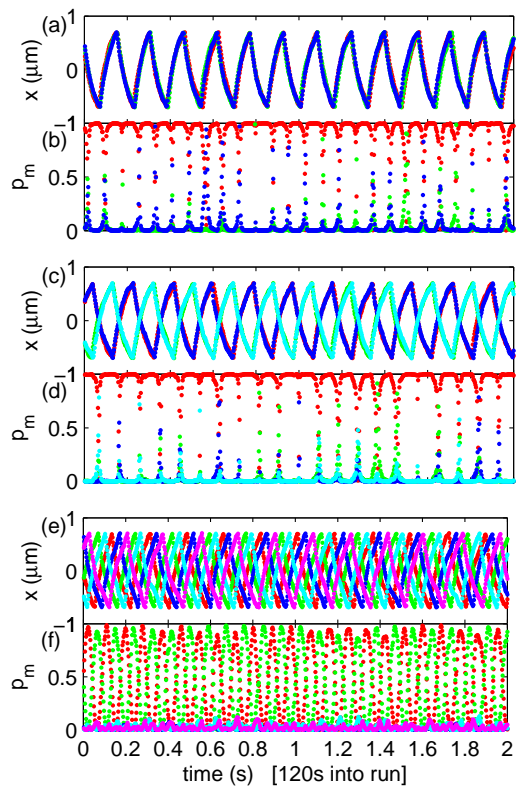 (a)
1
0
−1
x (μm)
(b)
1
0.5
0
p_m
(c)
1
0
−1
x (μm)
(d)
1
0.5
0
p_m
(e)
1
0
−1
x (μm)
(f)
1
0.5
0
p_m
0 0.2 0.4 0.6 0.8 1 1.2 1.4 1.6 1.8 2
time (s) [120s into run]